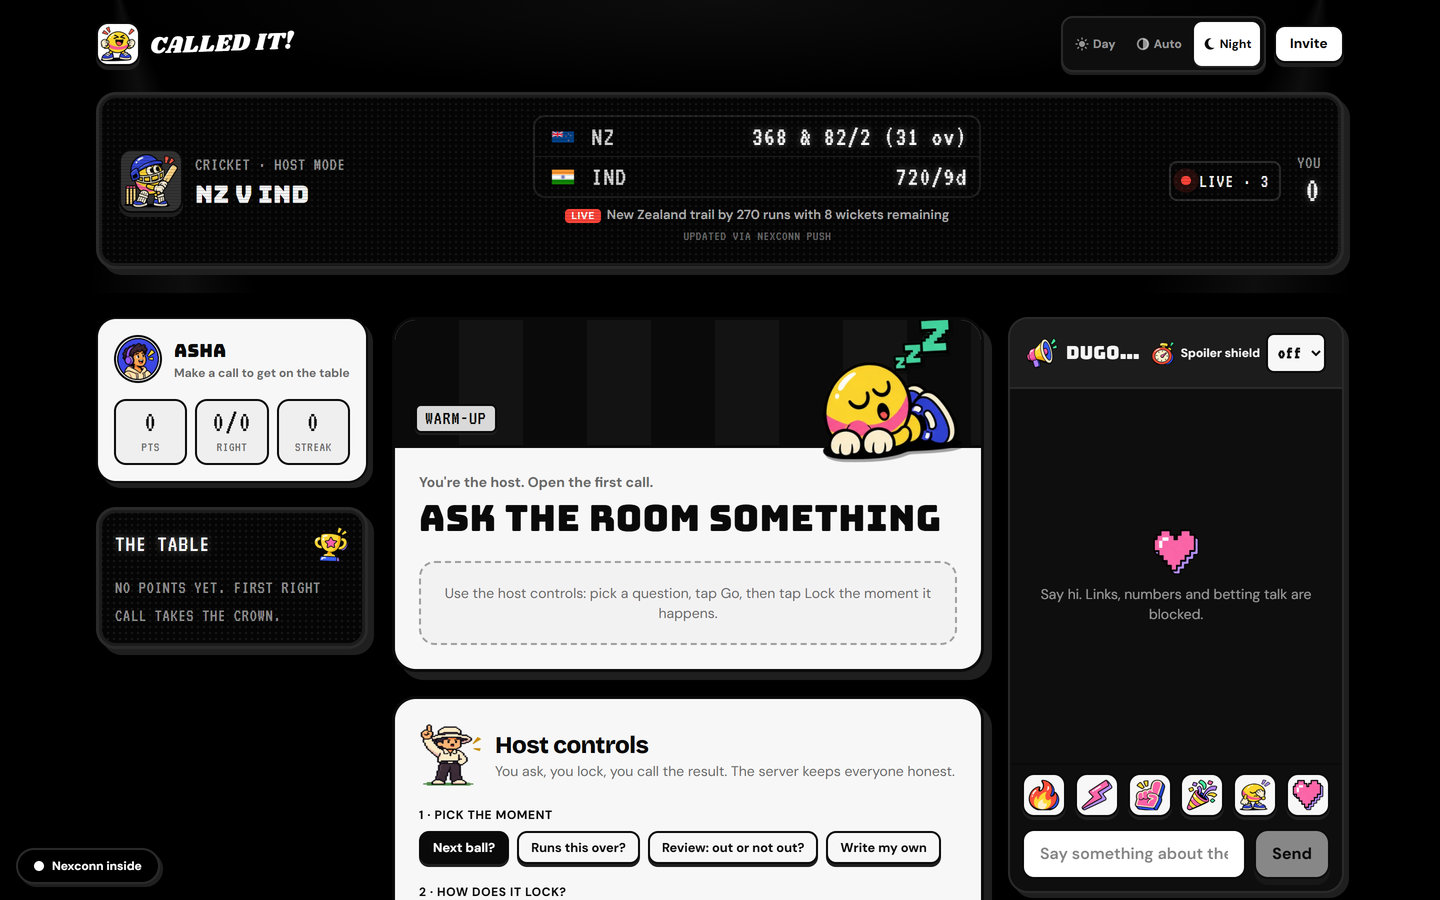 CALLED IT!
Day
Auto
Night
Invite
CRICKET · HOST MODE
NZ V IND
NZ 368 & 82/2 (31 ov)
IND 720/9d
LIVE New Zealand trail by 270 runs with 8 wickets remaining
UPDATED VIA NEXCONN PUSH
LIVE · 3
YOU
0
ASHA
Make a call to get on the table
0
PTS
0/0
RIGHT
0
STREAK
THE TABLE
NO POINTS YET. FIRST RIGHT
CALL TAKES THE CROWN.
WARM-UP
zzZ
You're the host. Open the first call.
ASK THE ROOM SOMETHING
Use the host controls: pick a question, tap Go, then tap Lock the moment it
happens.
Host controls
You ask, you lock, you call the result. The server keeps everyone honest.
1 · PICK THE MOMENT
Next ball?
Runs this over?
Review: out or not out?
Write my own
2 · HOW DOES IT LOCK?
DUGO...
Spoiler shield
off
Say hi. Links, numbers and betting talk are
blocked.
Say something about the
Send
Nexconn inside